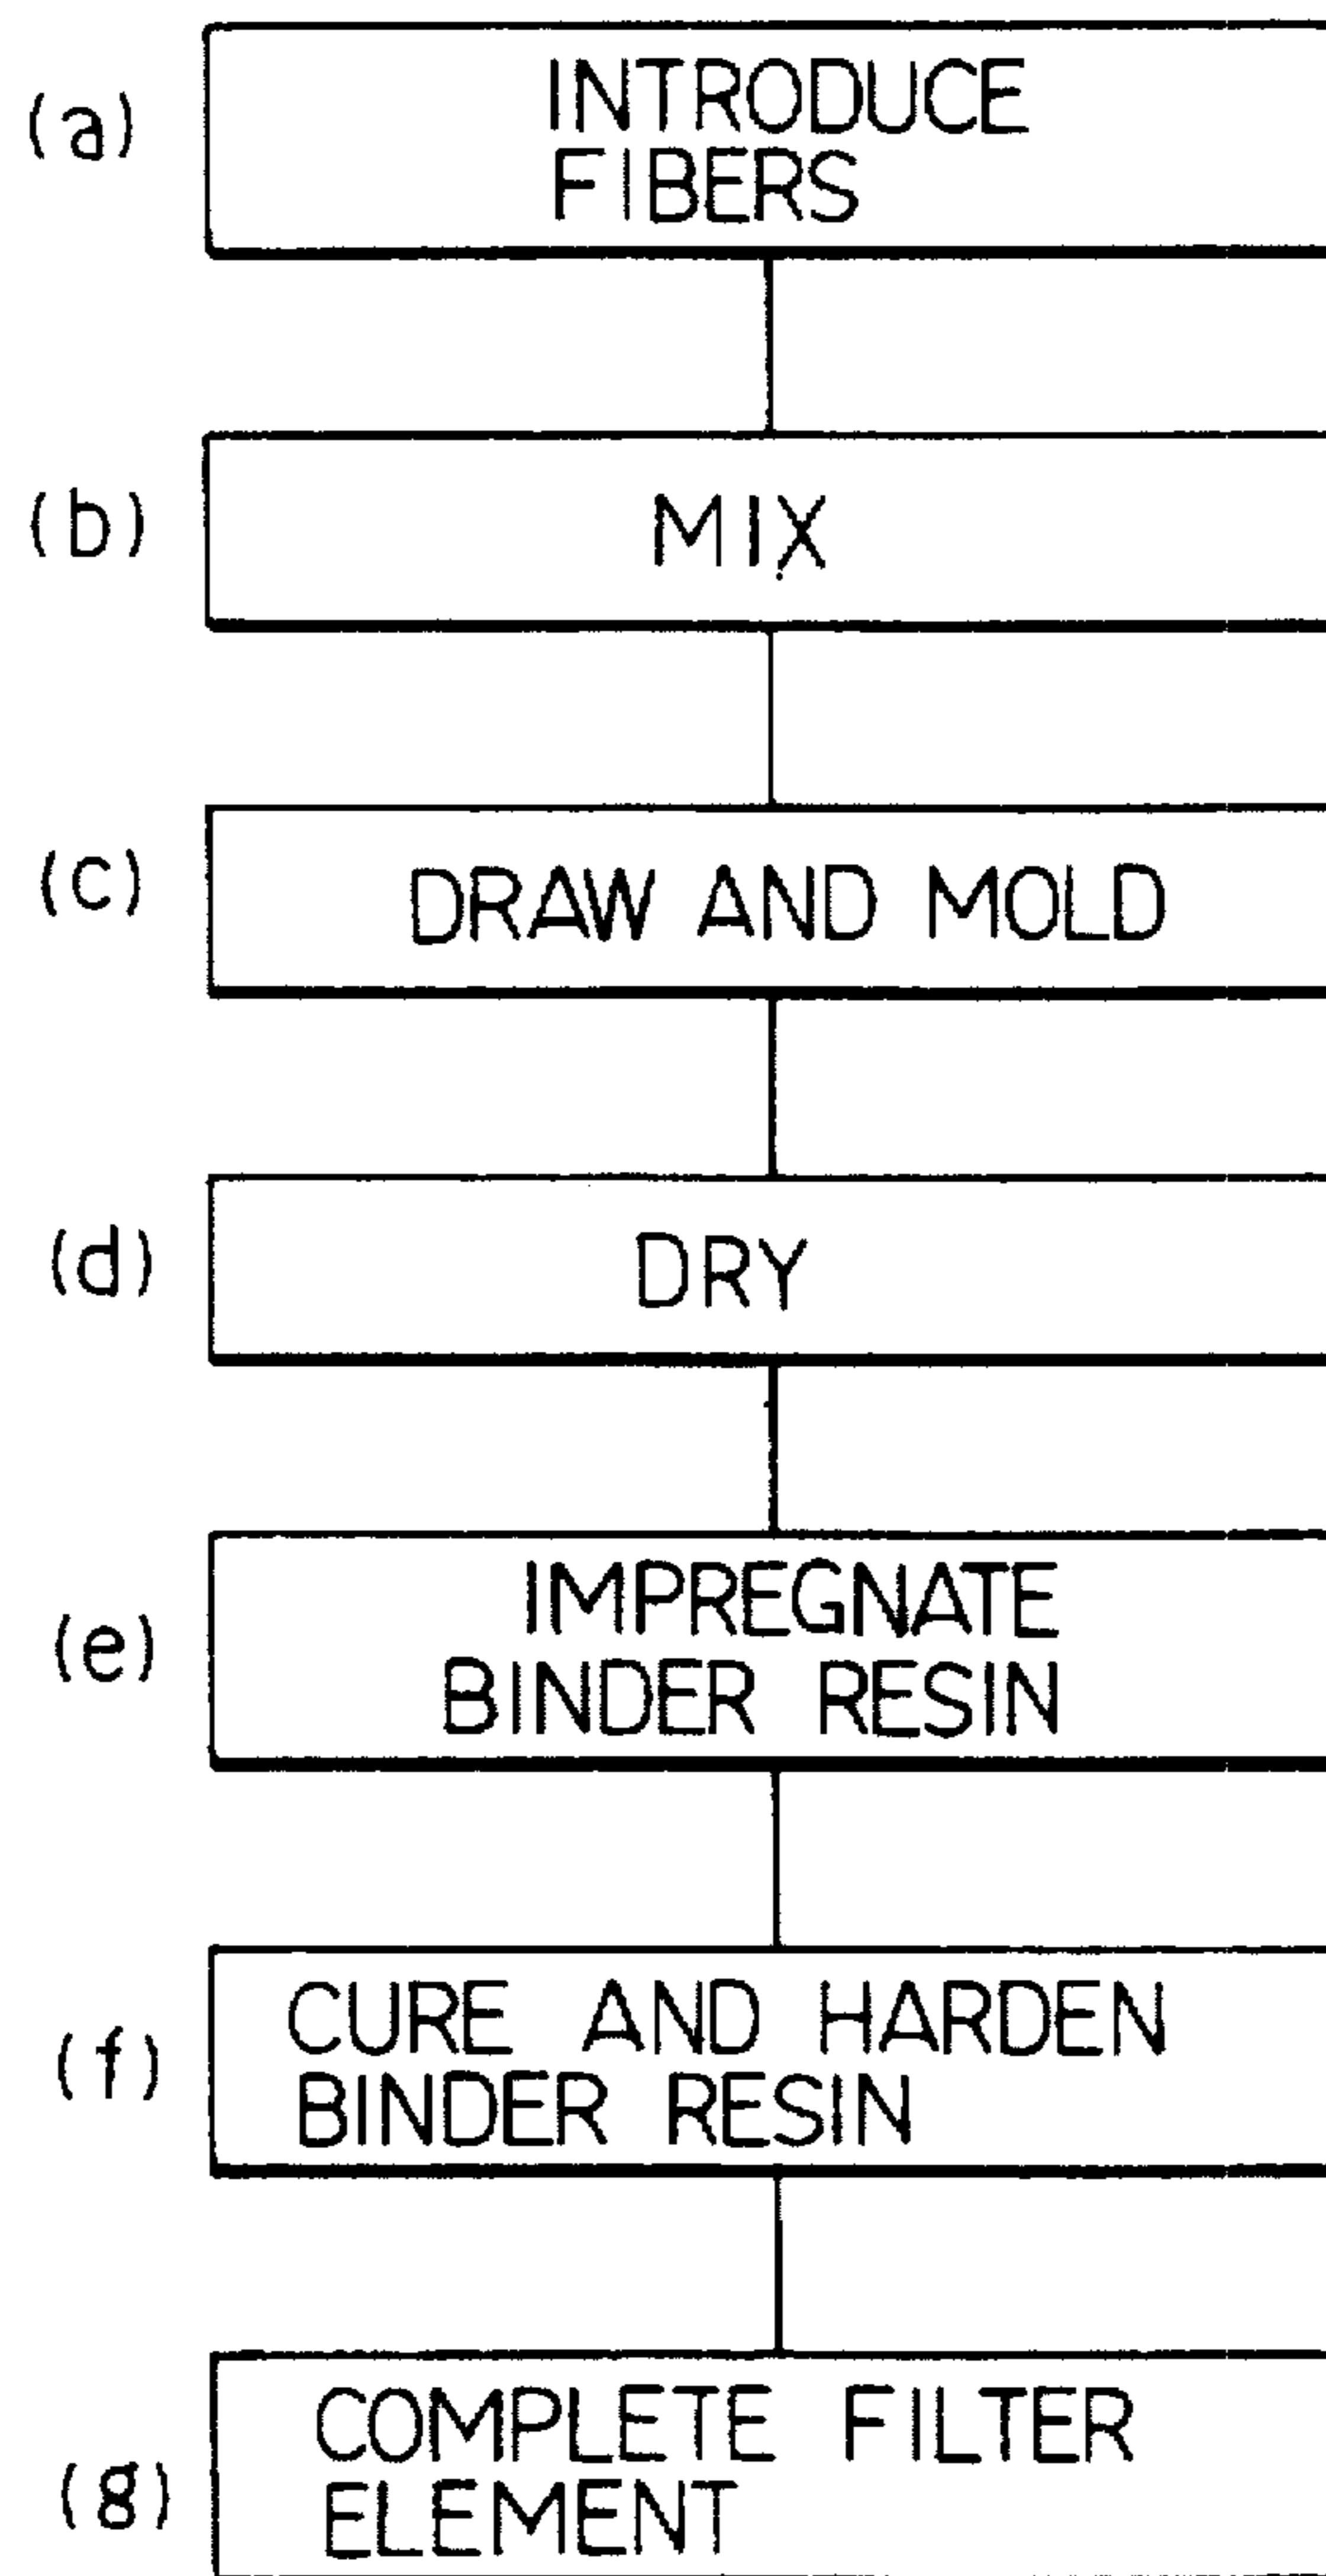 (a)
INTRODUCE
FIBERS
(b)
MIX
(c)
DRAW AND MOLD
(d)
DRY
(e)
IMPREGNATE
BINDER RESIN
(f)
CURE AND HARDEN
BINDER RESIN
(g)
COMPLETE FILTER
ELEMENT